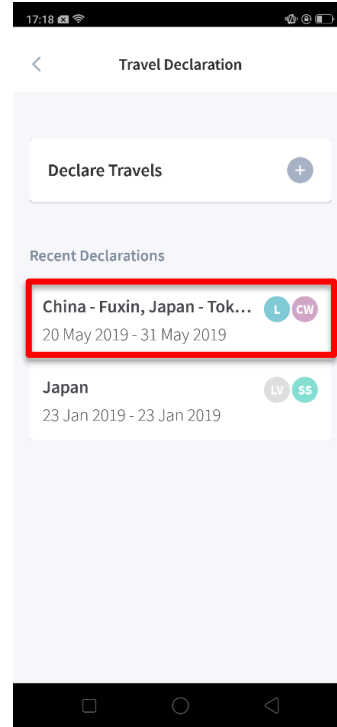 17:18
Travel Declaration
Declare Travels
Recent Declarations
China - Fuxin, Japan - Tok... L CW
20 May 2019 - 31 May 2019
Japan LV SS
23 Jan 2019 - 23 Jan 2019